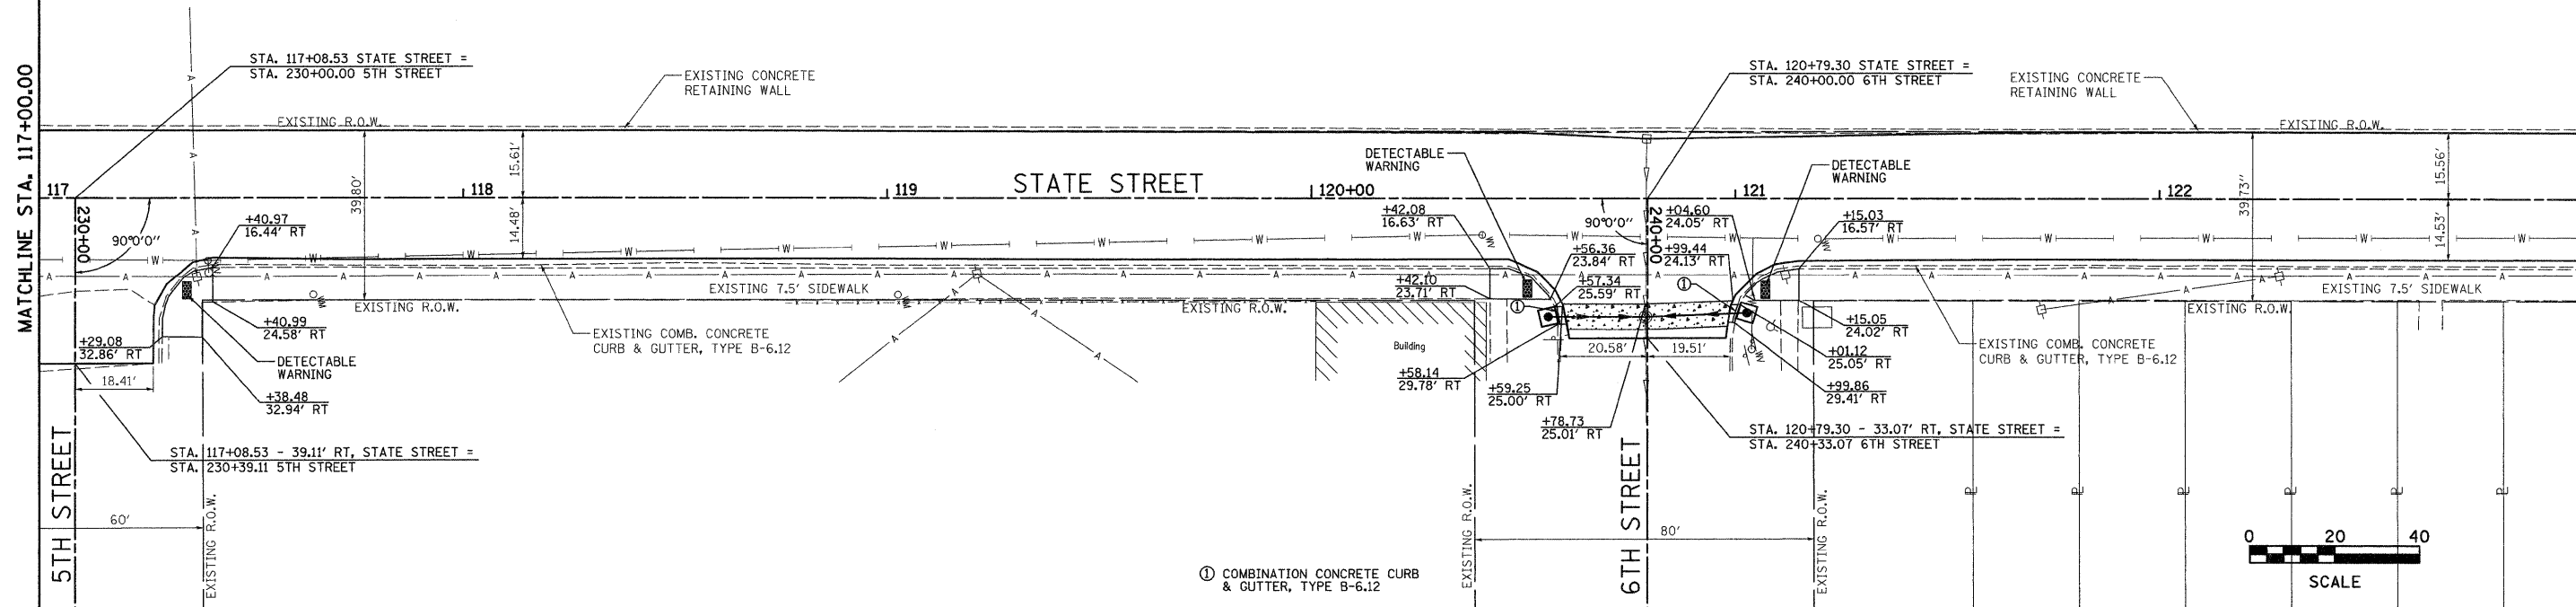 MATCHLINE STA. 117+00.00
STA. 117+08.53 STATE STREET =
STA. 230+00.00 5TH STREET
EXISTING CONCRETE
RETAINING WALL
STA. 120+79.30 STATE STREET =
STA. 240+00.00 6TH STREET
EXISTING CONCRETE
RETAINING WALL
EXISTING R.O.W.
EXISTING R.O.W.
39.80'
15.61'
14.48'
DETECTABLE
WARNING
DETECTABLE
WARNING
39.73"
15.56'
14.53'
117
118
119
STATE STREET
120+00
121
122
230+00
90°0'0"
+40.97
16.44' RT
+42.08
16.63' RT
90°0'0"
240+00
+04.60
24.05' RT
+15.03
16.57' RT
+56.36
23.84' RT
+99.44
24.13' RT
+42.10
23.71' RT
+57.34
25.59' RT
EXISTING 7.5' SIDEWALK
EXISTING 7.5' SIDEWALK
EXISTING R.O.W.
EXISTING R.O.W.
EXISTING R.O.W.
①
①
+40.99
24.58' RT
+15.05
24.02' RT
EXISTING COMB. CONCRETE
CURB & GUTTER, TYPE B-6.12
Building
+29.08
32.86' RT
DETECTABLE
WARNING
20.58'
19.51'
+01.12
25.05' RT
EXISTING COMB. CONCRETE
CURB & GUTTER, TYPE B-6.12
18.41'
+58.14
29.78' RT
+59.25
25.00' RT
+99.86
29.41' RT
+38.48
32.94' RT
+78.73
25.01' RT
STA. 117+08.53 - 39.11' RT, STATE STREET =
STA. 230+39.11 5TH STREET
STA. 120+79.30 - 33.07' RT, STATE STREET =
STA. 240+33.07 6TH STREET
5TH STREET
60'
EXISTING R.O.W.
EXISTING R.O.W.
6TH STREET
80'
EXISTING R.O.W.
① COMBINATION CONCRETE CURB
& GUTTER, TYPE B-6.12
0 20 40
SCALE